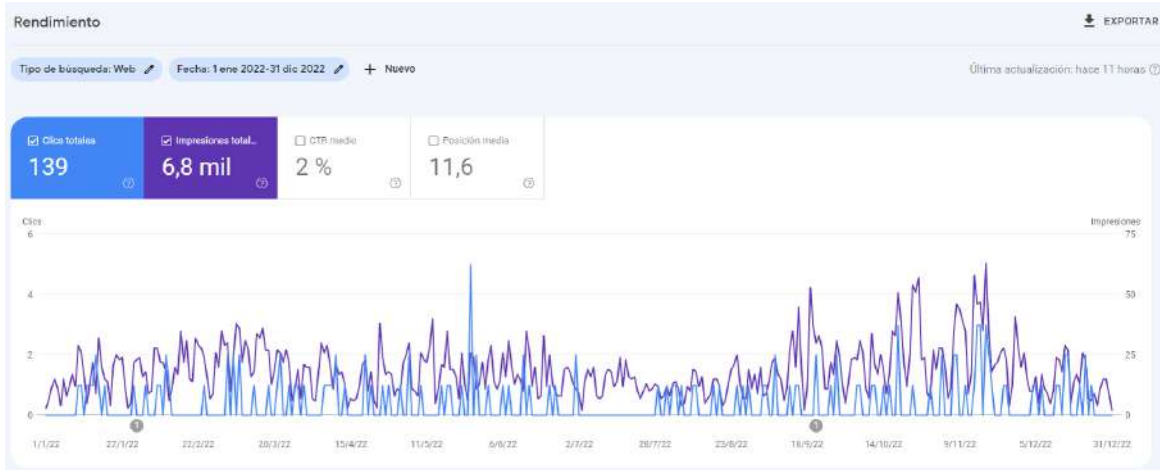 Rendimiento
EXPORTAR
Tipo de búsqueda: Web
Fecha: 1 ene 2022-31 dic 2022
+ Nuevo
Última actualización: hace 11 horas
Clics totales
Impresiones total...
CTR medio
Posición media
139
6,8 mil
2 %
11,6
Clics
Impresiones
6
75
4
50
2
25
0
0
1
1
1/1/22
27/1/22
22/2/22
20/3/22
15/4/22
11/5/22
6/6/22
2/7/22
28/7/22
23/8/22
18/9/22
14/10/22
9/11/22
5/12/22
31/12/22